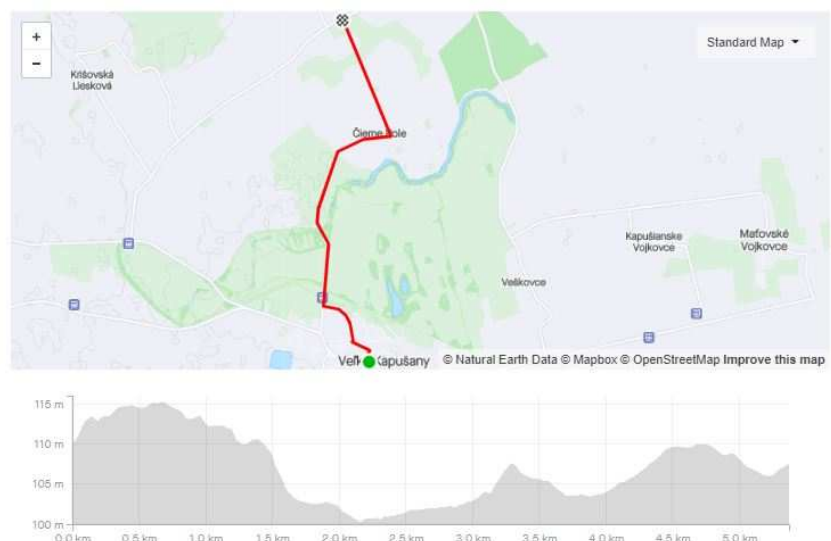 +
-
Standard Map
Krišovská
Liesková
Čierne Pole
Kapušianske
Vojkovce
Maťovské
Vojkovce
Veškovce
Kapušany
© Natural Earth Data © Mapbox © OpenStreetMap Improve this map
115 m
110 m
105 m
100 m
0.0 km 0.5 km 1.0 km 1.5 km 2.0 km 2.5 km 3.0 km 3.5 km 4.0 km 4.5 km 5.0 km